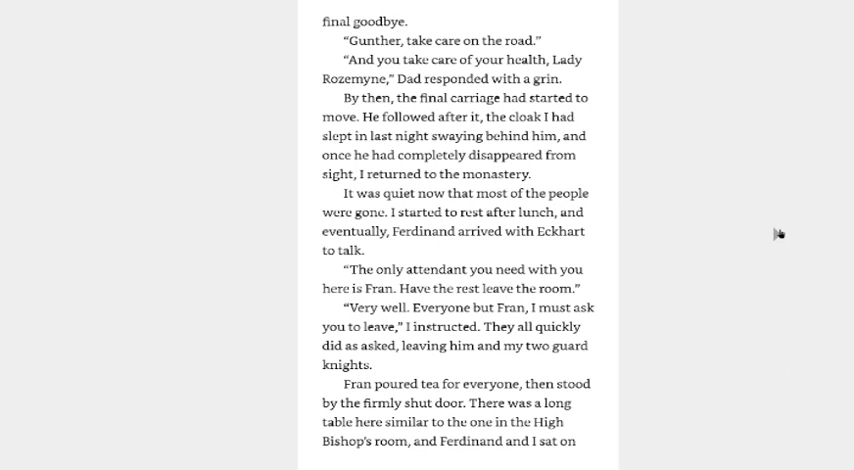 final goodbye.
“Gunther, take care on the road.”
“And you take care of your health, Lady
Rozemyne,” Dad responded with a grin.
By then, the final carriage had started to
move. He followed after it, the cloak I had
slept in last night swaying behind him, and
once he had completely disappeared from
sight, I returned to the monastery.
It was quiet now that most of the people
were gone. I started to rest after lunch, and
eventually, Ferdinand arrived with Eckhart
to talk.
“The only attendant you need with you
here is Fran. Have the rest leave the room.”
“Very well. Everyone but Fran, I must ask
you to leave,” I instructed. They all quickly
did as asked, leaving him and my two guard
knights.
Fran poured tea for everyone, then stood
by the firmly shut door. There was a long
table here similar to the one in the High
Bishop’s room, and Ferdinand and I sat on